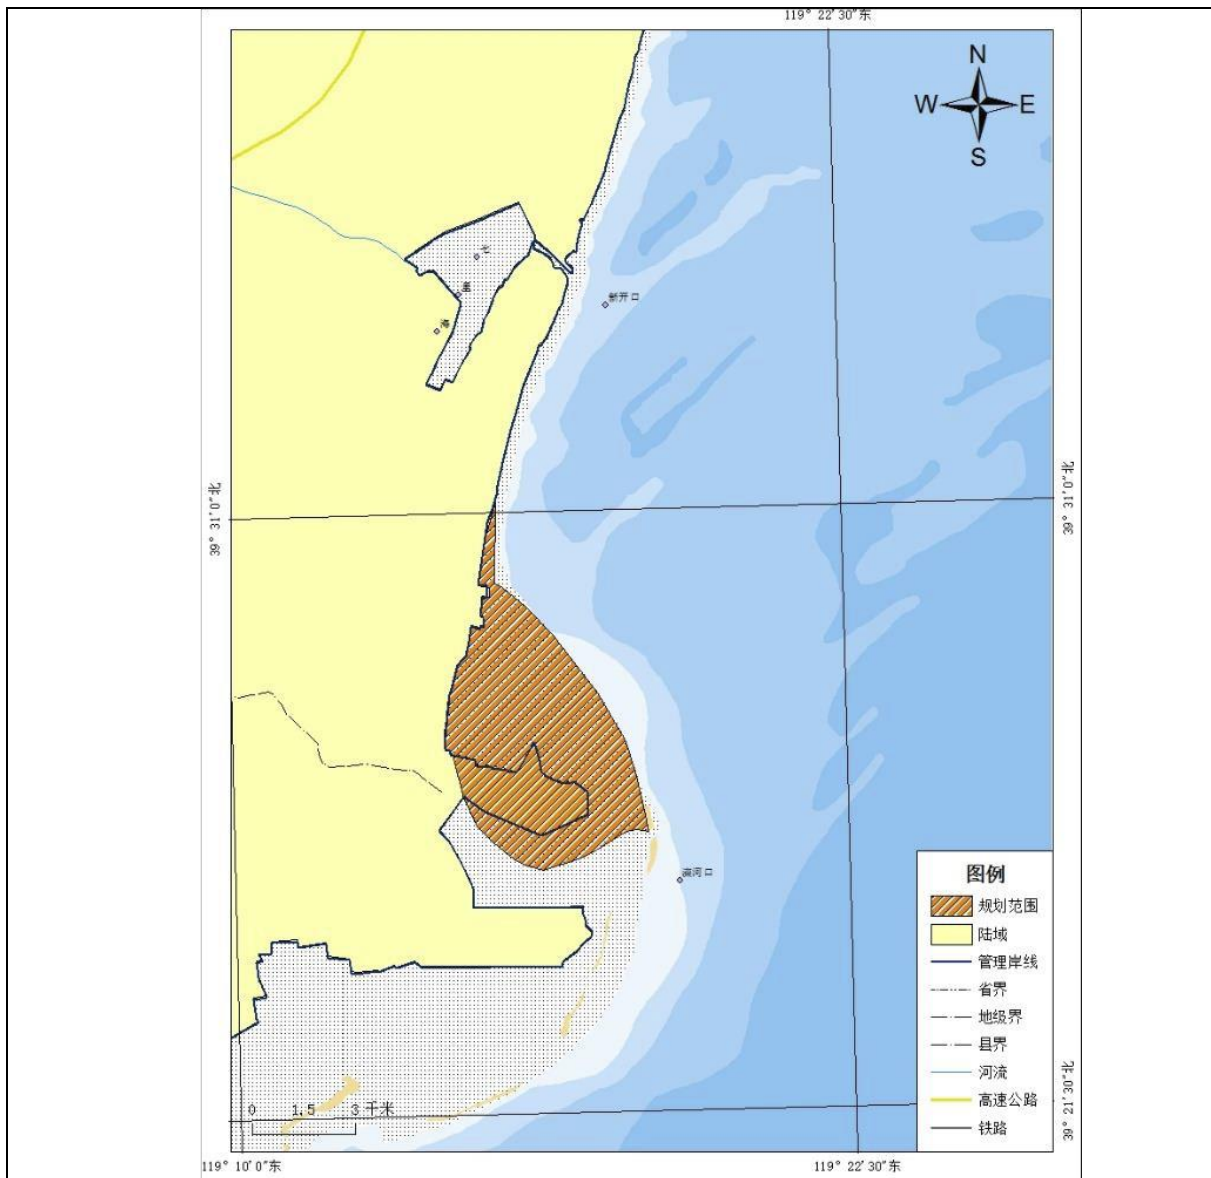 119° 22′30″东
N
W E
S
七
里
海
新开口
39° 31′0″北
39° 31′0″北
滦河口
图例
规划范围
陆域
管理岸线
省界
地级界
县界
河流
高速公路
铁路
0 1.5 3 千米
39° 21′30″北
119° 10′0″东
119° 22′30″东